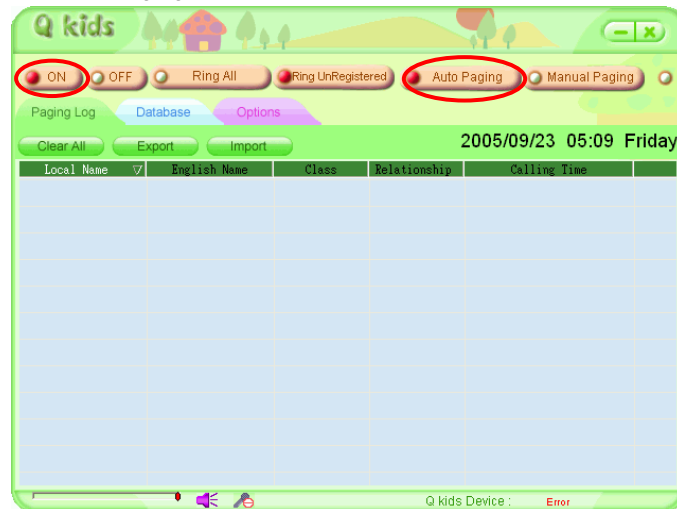 Q kids
ON OFF Ring All Ring UnRegistered Auto Paging Manual Paging
Paging Log Database Options
Clear All Export Import 2005/09/23 05:09 Friday
Local Name English Name Class Relationship Calling Time
Q kids Device : Error